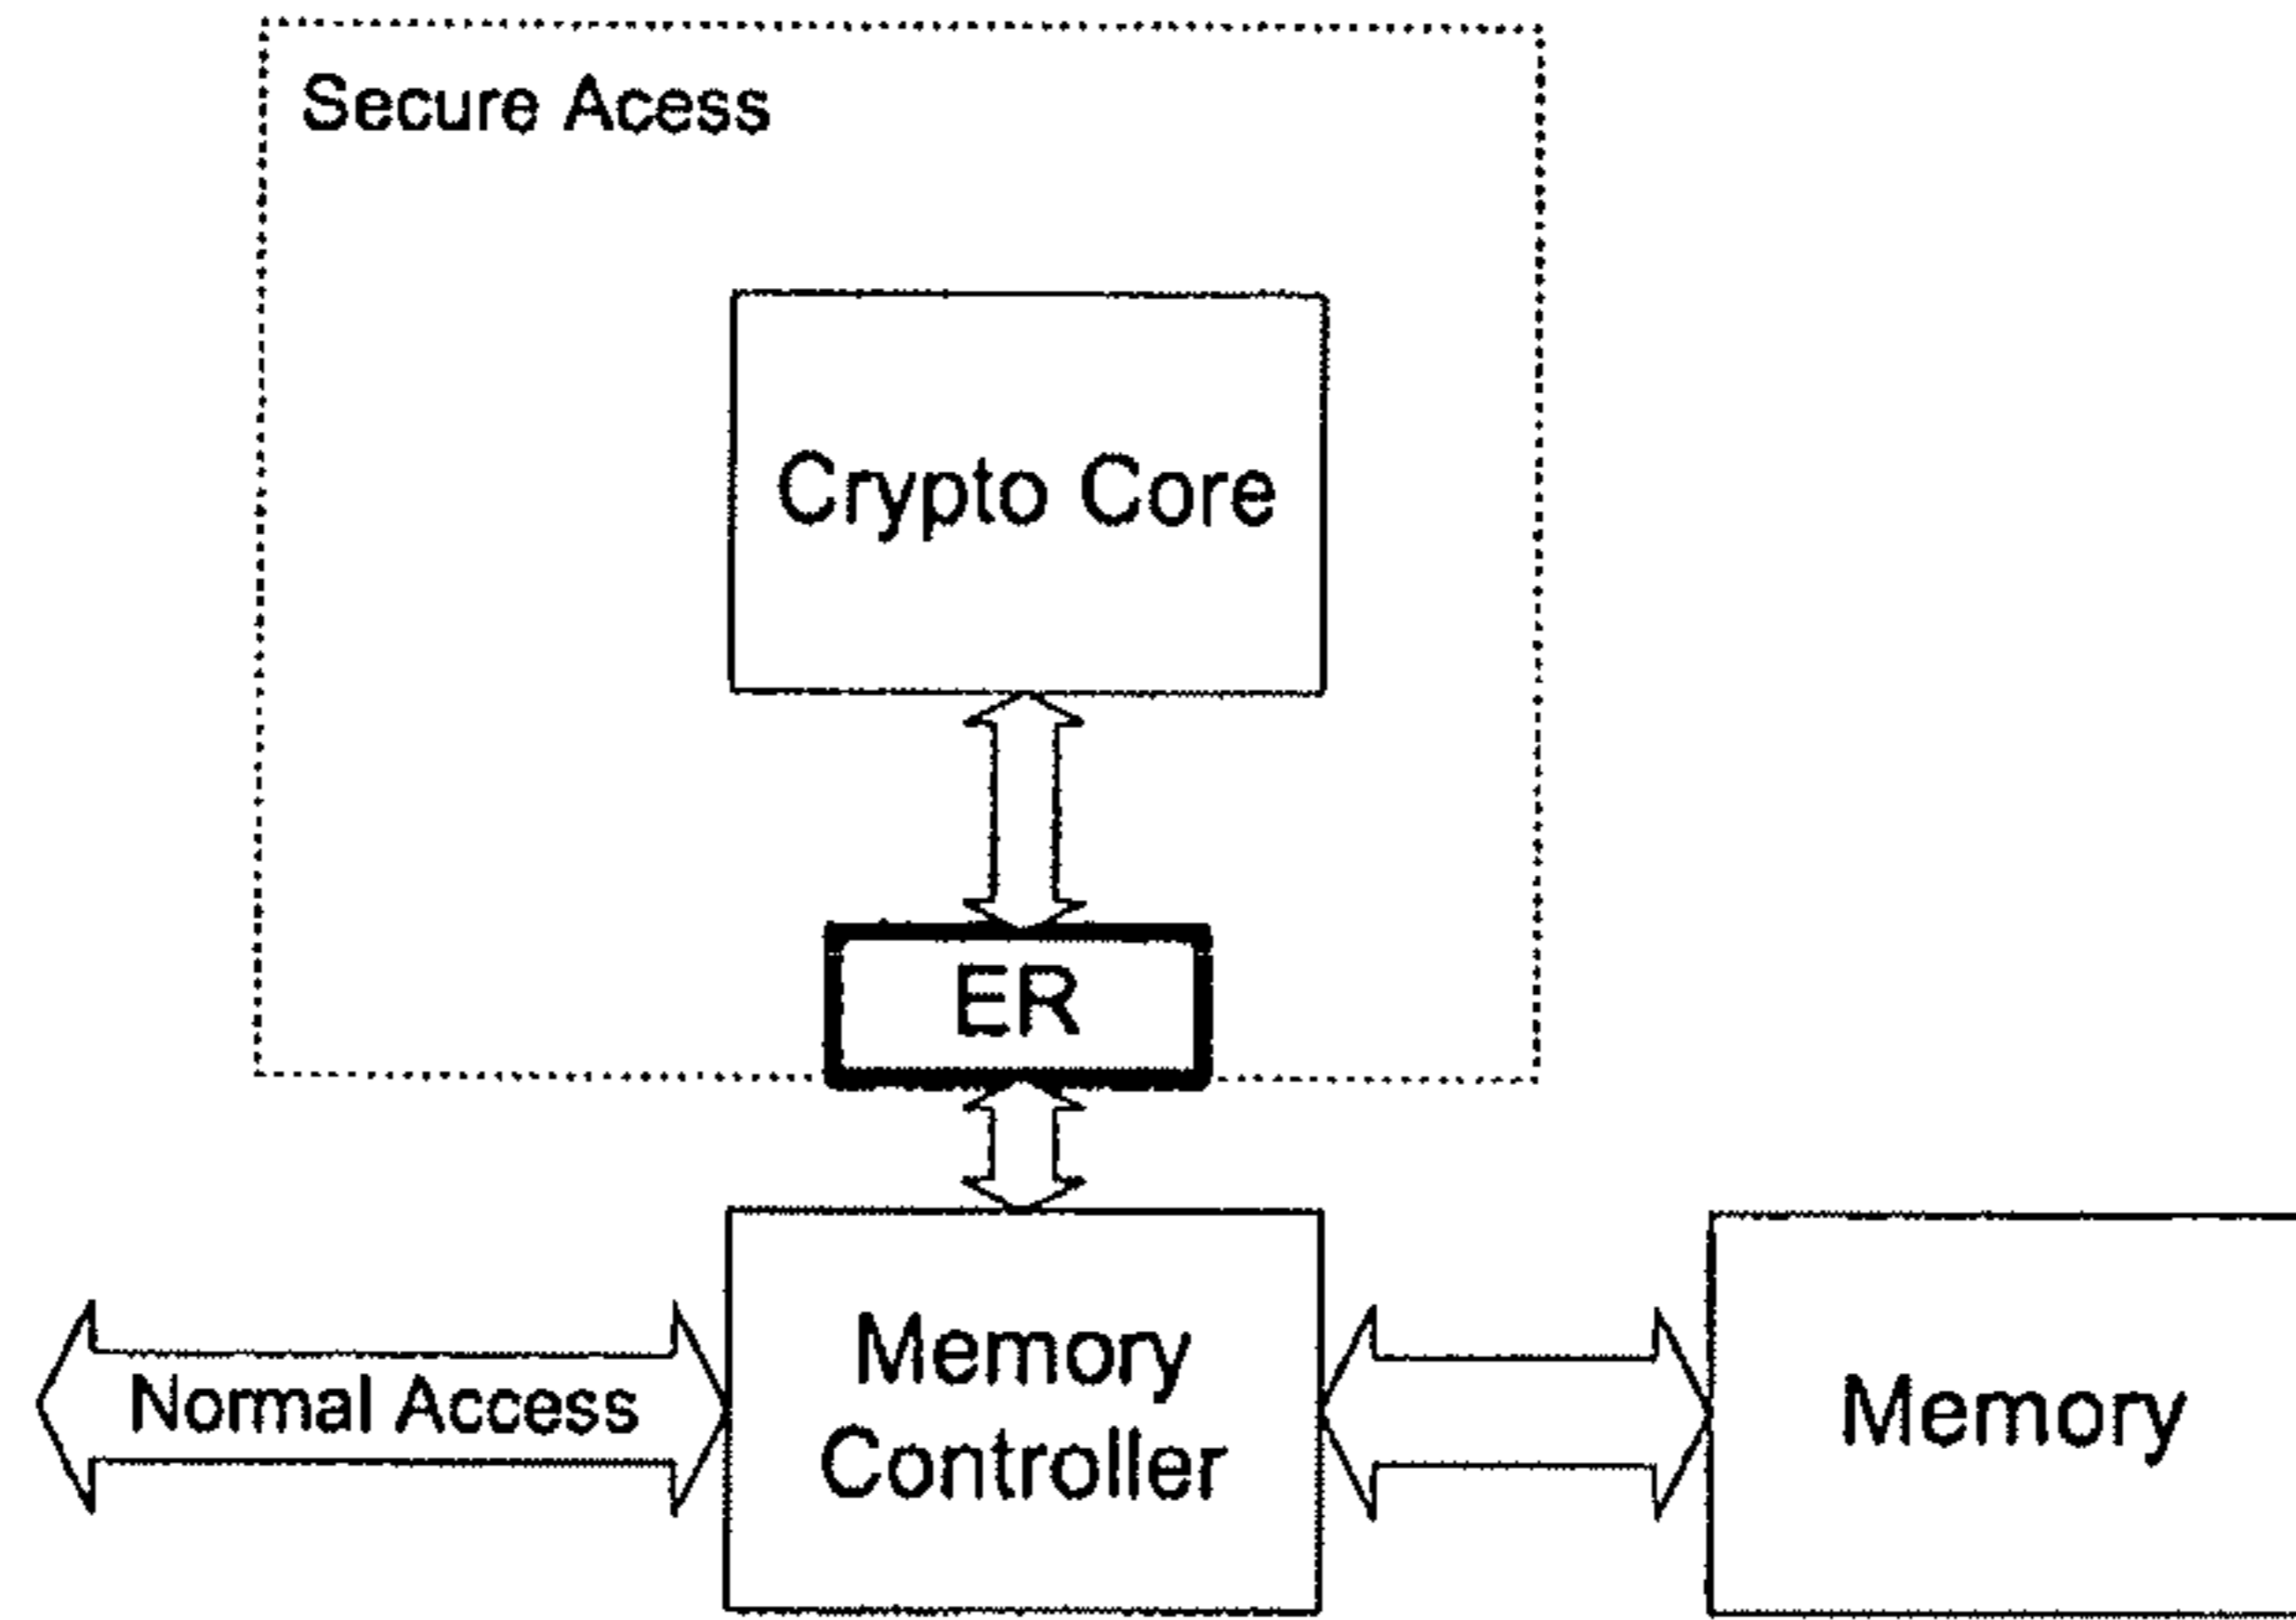 Secure Acess
Crypto Core
ER
Normal Access
Memory
Controller
Memory